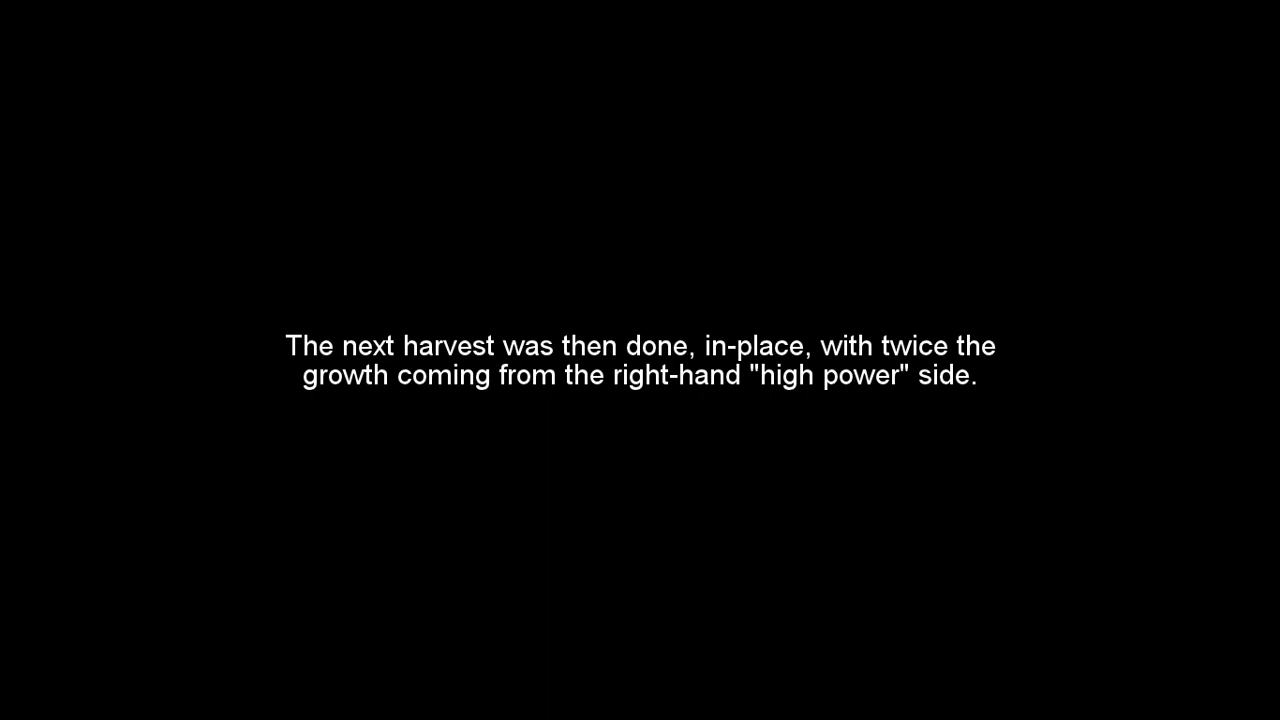 The next harvest was then done, in-place, with twice the
growth coming from the right-hand "high power" side.